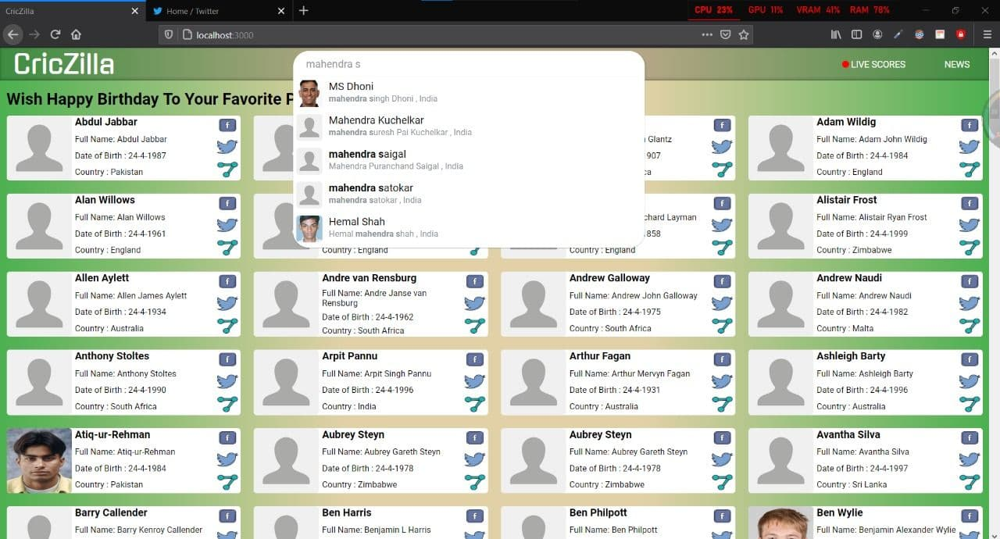 CricZilla
Home / Twitter
CPU 23%
GPU 11%
VRAM 41%
RAM 78%
localhost:3000
CricZilla
mahendra s
LIVE SCORES
NEWS
MS Dhoni
mahendra singh Dhoni , India
Mahendra Kuchelkar
mahendra suresh Pai Kuchelkar , India
mahendra saigal
Mahendra Puranchand Saigal , India
mahendra satokar
mahendra satokar , India
Hemal Shah
Hemal mahendra shah , India
Wish Happy Birthday To Your Favorite P
Abdul Jabbar
Full Name: Abdul Jabbar
Date of Birth : 24-4-1987
Country : Pakistan
Glantz
907
ca
Adam Wildig
Full Name: Adam John Wildig
Date of Birth : 24-4-1984
Country : England
Alan Willows
Full Name: Alan Willows
Date of Birth : 24-4-1961
Country : England
Country : England
chard Layman
858
Country : England
Alistair Frost
Full Name: Alistair Ryan Frost
Date of Birth : 24-4-1999
Country : Zimbabwe
Allen Aylett
Full Name: Allen James Aylett
Date of Birth : 24-4-1934
Country : Australia
Andre van Rensburg
Full Name: Andre Janse van
Rensburg
Date of Birth : 24-4-1962
Country : South Africa
Andrew Galloway
Full Name: Andrew John Galloway
Date of Birth : 24-4-1975
Country : South Africa
Andrew Naudi
Full Name: Andrew Naudi
Date of Birth : 24-4-1982
Country : Malta
Anthony Stoltes
Full Name: Anthony Stoltes
Date of Birth : 24-4-1990
Country : South Africa
Arpit Pannu
Full Name: Arpit Singh Pannu
Date of Birth : 24-4-1996
Country : India
Arthur Fagan
Full Name: Arthur Mervyn Fagan
Date of Birth : 24-4-1931
Country : Australia
Ashleigh Barty
Full Name: Ashleigh Barty
Date of Birth : 24-4-1996
Country : Australia
Atiq-ur-Rehman
Full Name: Atiq-ur-Rehman
Date of Birth : 24-4-1984
Country : Pakistan
Aubrey Steyn
Full Name: Aubrey Gareth Steyn
Date of Birth : 24-4-1978
Country : Zimbabwe
Aubrey Steyn
Full Name: Aubrey Gareth Steyn
Date of Birth : 24-4-1978
Country : Zimbabwe
Avantha Silva
Full Name: Avantha Silva
Date of Birth : 24-4-1997
Country : Sri Lanka
Barry Callender
Full Name: Barry Kenroy Callender
Ben Harris
Full Name: Benjamin L Harris
Ben Philpott
Full Name: Ben Philpott
Ben Wylie
Full Name: Benjamin Alexander Wylie